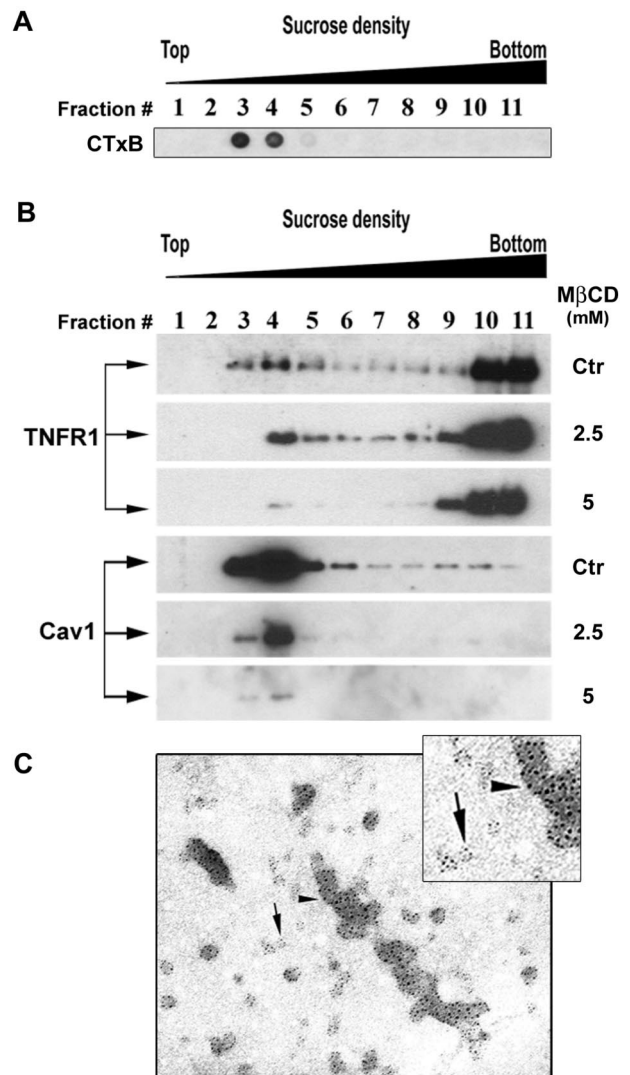 A
Sucrose density
Top Bottom
Fraction # 1 2 3 4 5 6 7 8 9 10 11
CTxB
B
Sucrose density
Top Bottom
MβCD
(mM)
Fraction # 1 2 3 4 5 6 7 8 9 10 11
Ctr
TNFR1 2.5
5
Ctr
Cav1 2.5
5
C